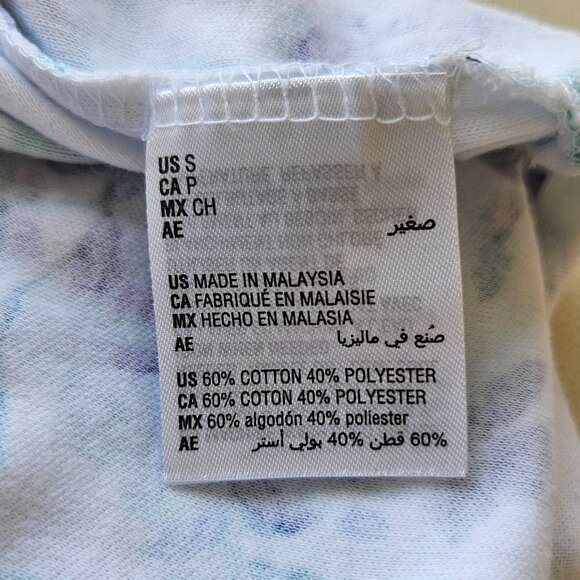 US S
CA P
MX CH
AE صغير
US MADE IN MALAYSIA
CA FABRIQUÉ EN MALAISIE
MX HECHO EN MALASIA
AE صُنع في ماليزيا
US 60% COTTON 40% POLYESTER
CA 60% COTON 40% POLYESTER
MX 60% algodón 40% poliester
AE 60% قطن 40% بولي أستر